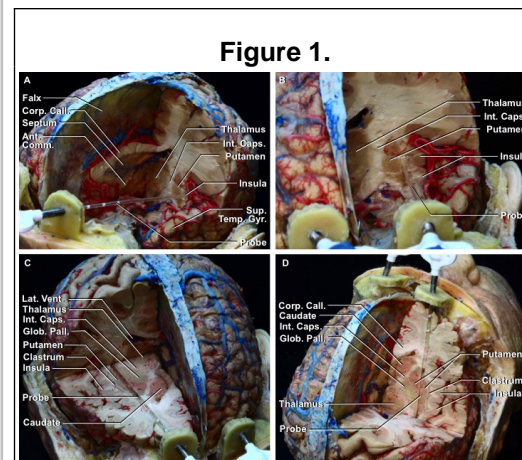 Figure 1.
A
Falx
Corp. Call.
Septum
Ant.
Comm.
Thalamus
Int. Caps.
Putamen
Insula
Sup.
Temp. Gyr.
Probe
B
Thalamu
Int. Caps
Putamen
Insul
Probe
C
Lat. Vent.
Thalamus
Int. Caps.
Glob. Pall.
Putamen
Clastrum
Insula
Probe
Caudate
D
Corp. Call.
Caudate
Int. Caps.
Glob. Pall.
Thalamus
Probe
Putamen
Clastrum
Insula